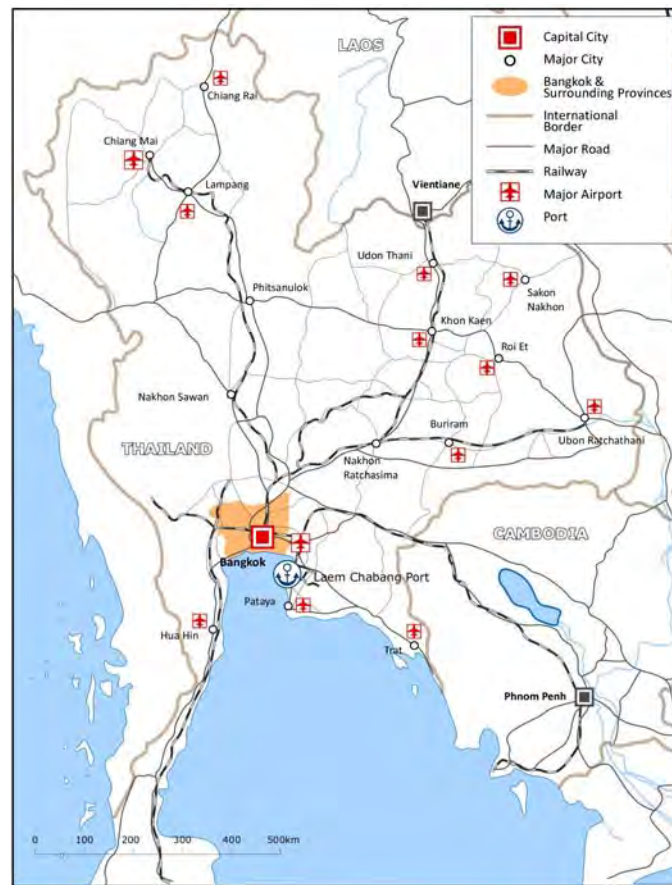 LAOS
Capital City
Major City
Bangkok &
Surrounding Provinces
International
Border
Major Road
Railway
Major Airport
Port
Chiang Rai
Chiang Mai
Lampang
Vientiane
Udon Thani
Sakon
Nakhon
Phitsanulok
Khon Kaen
Roi Et
Nakhon Sawan
Buriram
Ubon Ratchathani
THAILAND
Nakhon
Ratchasima
CAMBODIA
Bangkok
Laem Chabang Port
Pataya
Hua Hin
Trat
Phnom Penh
0 100 200 300 400 500km